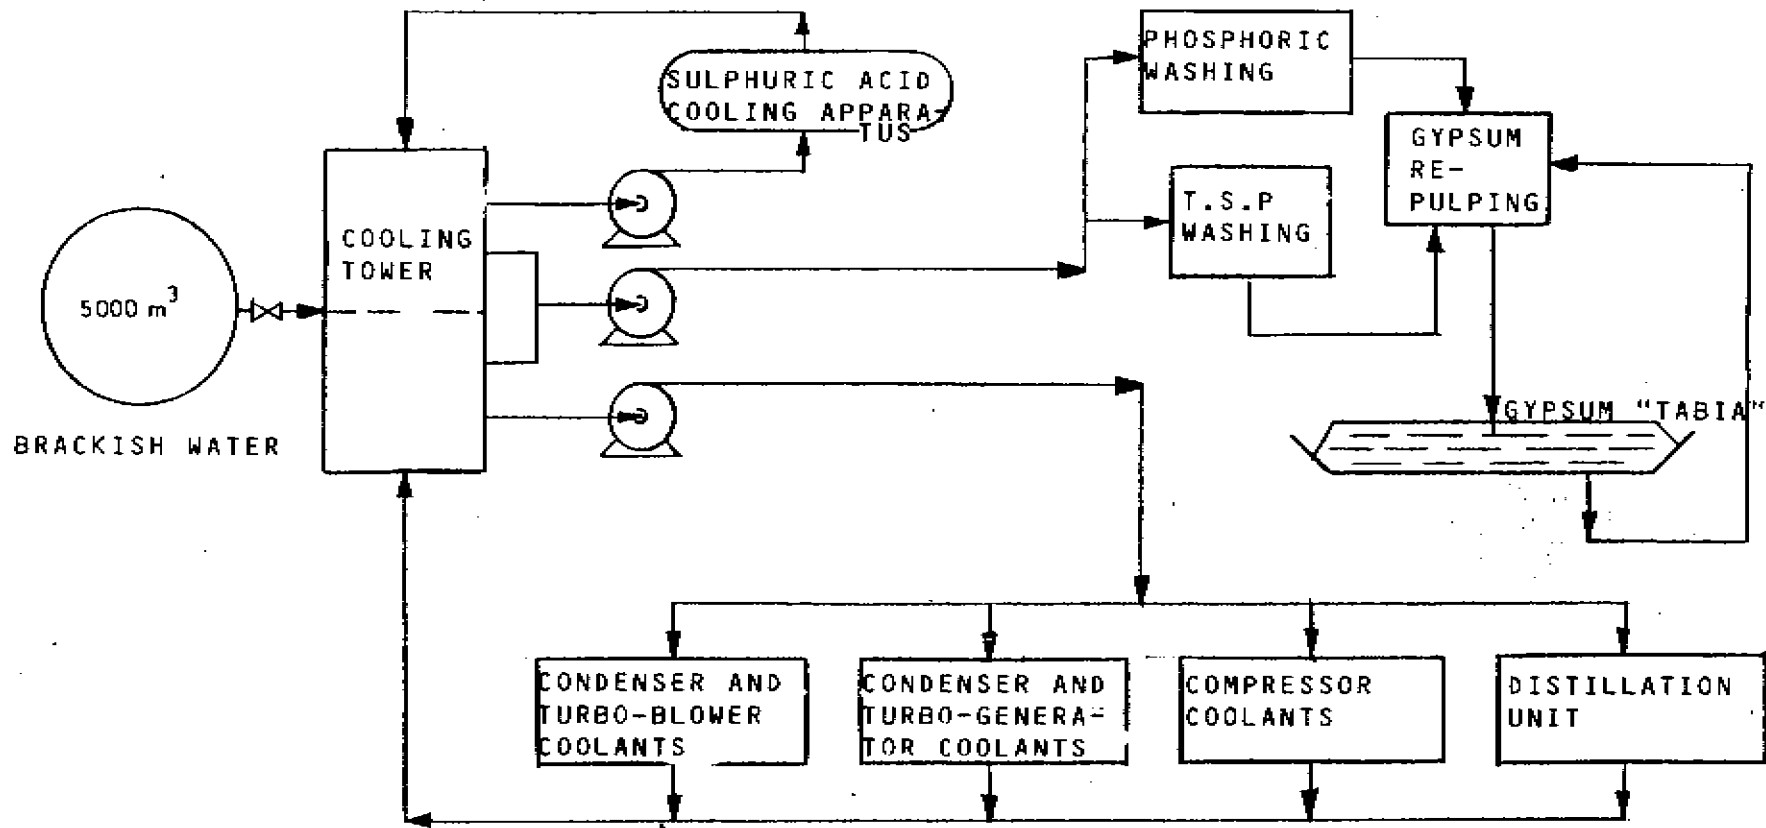 SULPHURIC ACID
COOLING APPARA-
TUS
PHOSPHORIC
WASHING
GYPSUM
RE-
PULPING
T.S.P
WASHING
COOLING
TOWER
5000 m³
BRACKISH WATER
GYPSUM "TABIA"
CONDENSER AND
TURBO-BLOWER
COOLANTS
CONDENSER AND
TURBO-GENERA-
TOR COOLANTS
COMPRESSOR
COOLANTS
DISTILLATION
UNIT